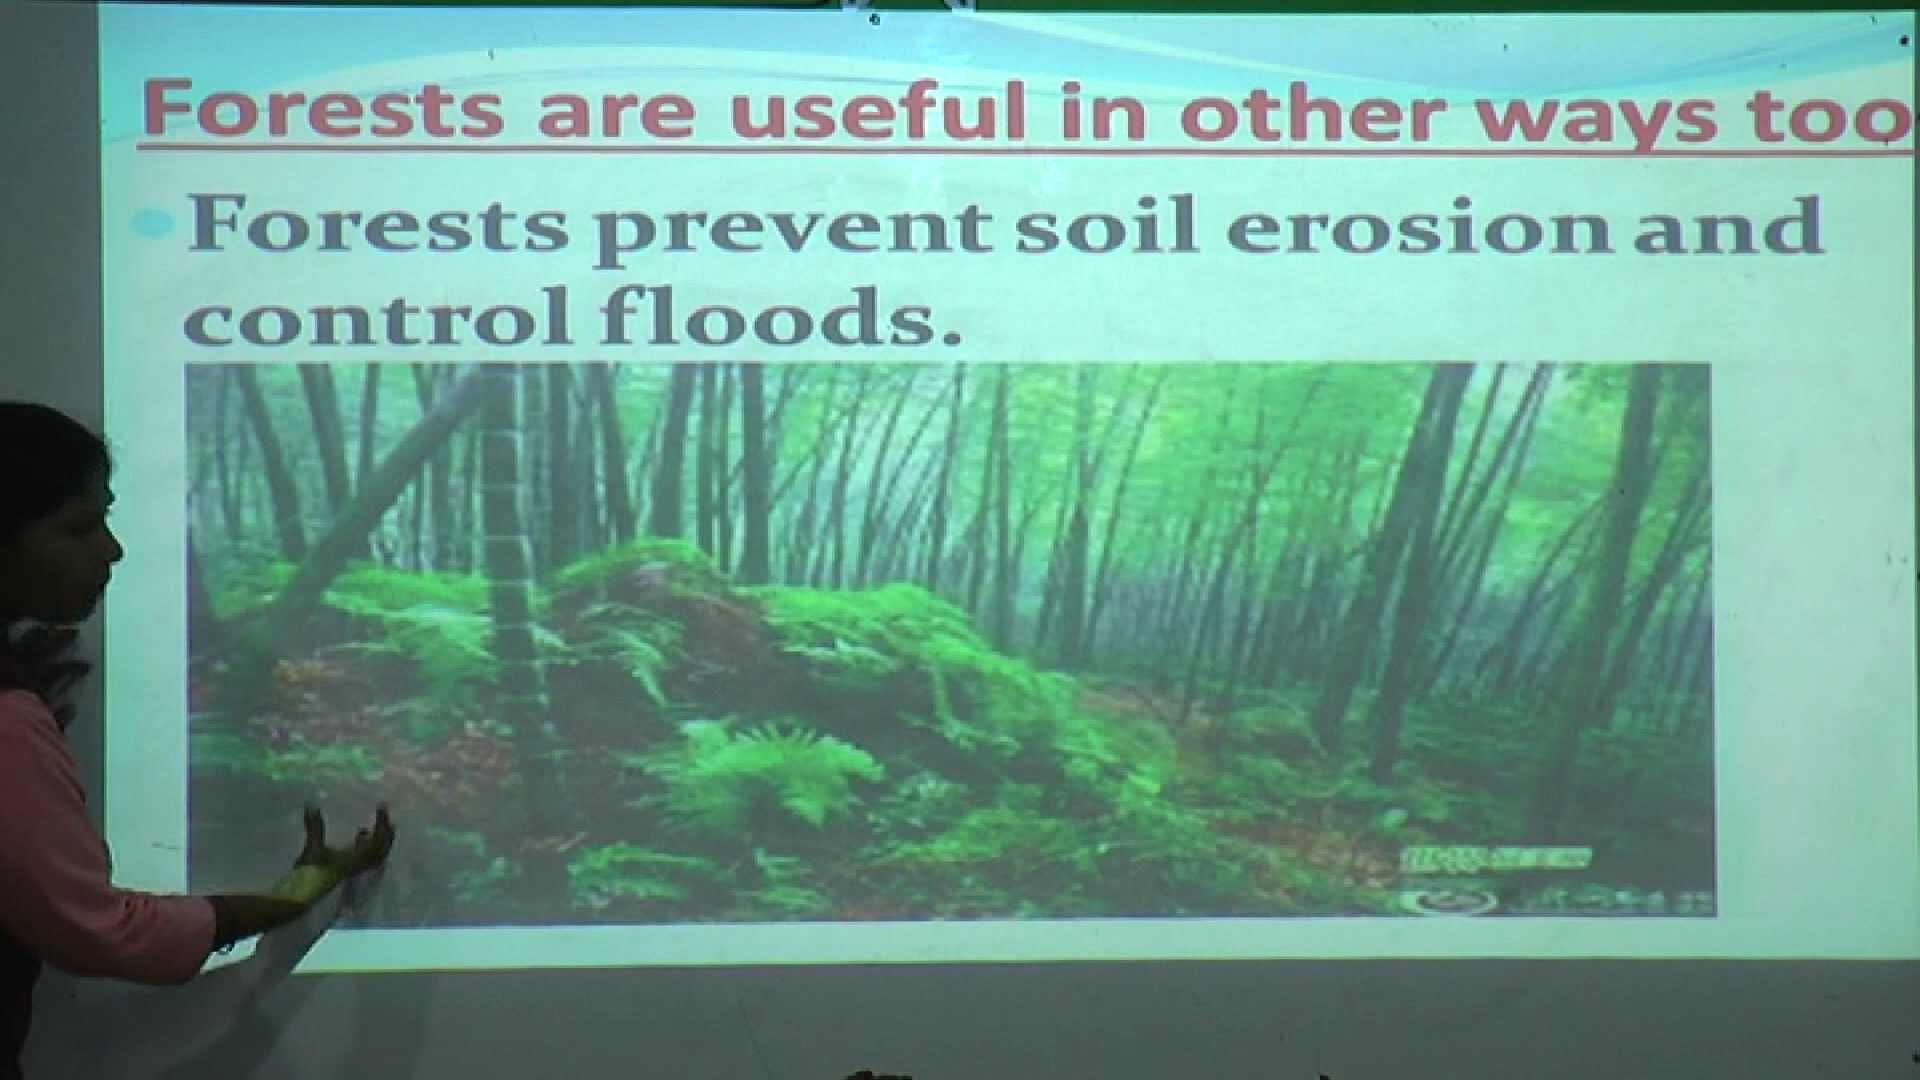 Forests are useful in other ways too
Forests prevent soil erosion and
control floods.